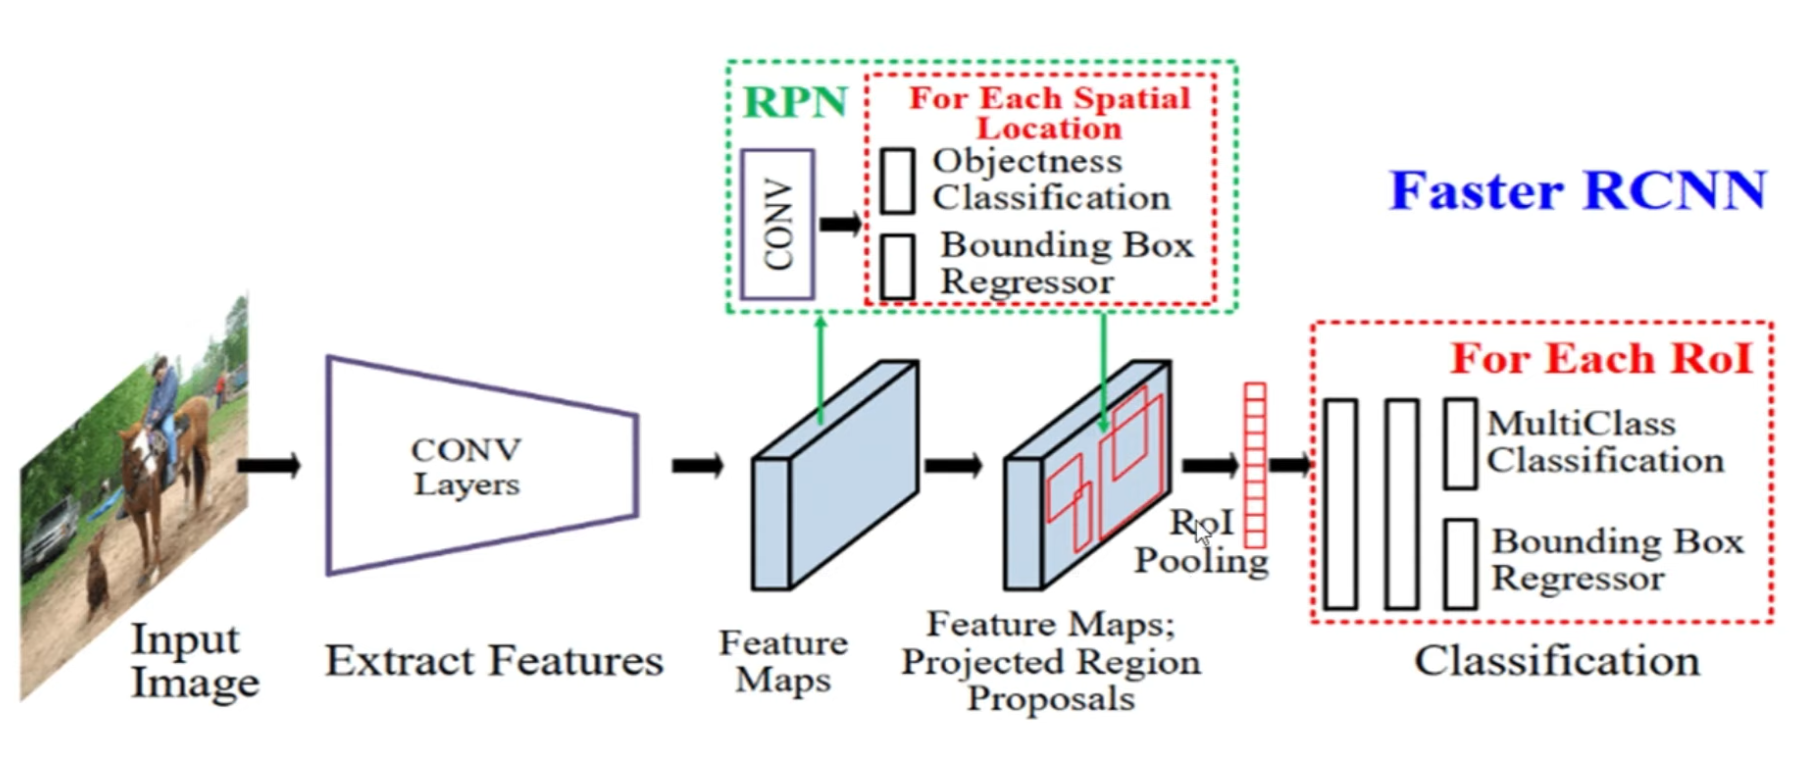 RPN
For Each Spatial
Location
CONV
Objectness
Classification
Bounding Box
Regressor
Faster RCNN
CONV
Layers
For Each RoI
MultiClass
Classification
Bounding Box
Regressor
RoI
Pooling
Input
Image
Extract Features
Feature
Maps
Feature Maps;
Projected Region
Proposals
Classification